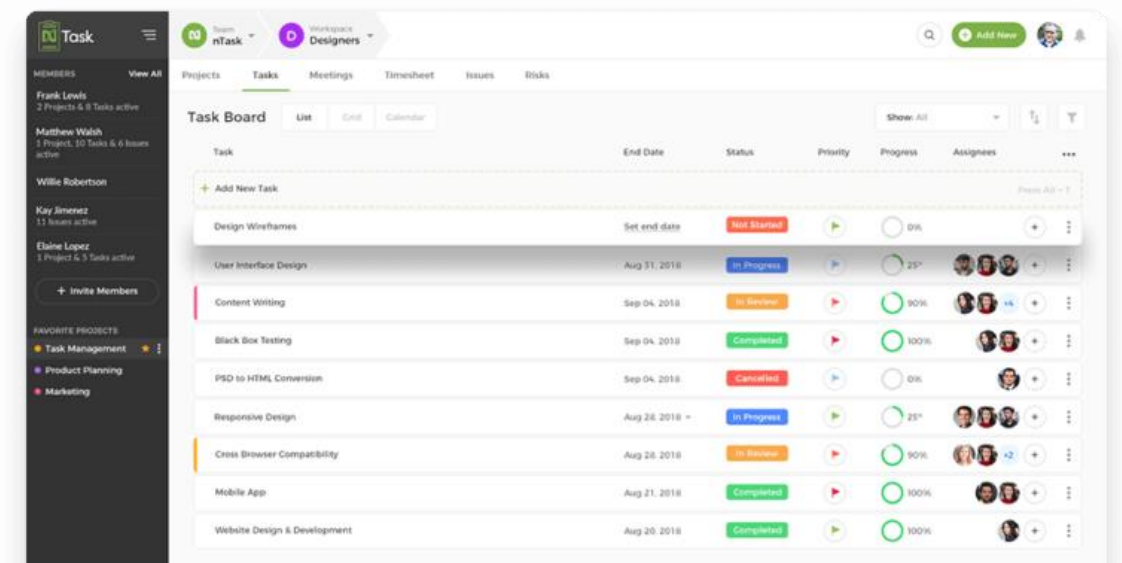 Task
Team
nTask
D
Workspace
Designers
Add New
MEMBERS View All
Frank Lewis
2 Projects & 8 Tasks active
Matthew Walsh
1 Project, 10 Tasks & 6 Issues
active
Willie Robertson
Kay Jimenez
11 Issues active
Elaine Lopez
1 Project & 5 Tasks active
+ Invite Members
FAVORITE PROJECTS
Task Management
Product Planning
Marketing
Projects Tasks Meetings Timesheet Issues Risks
Task Board List Grid Calendar Show: All
Task End Date Status Priority Progress Assignees
+ Add New Task
Design Wireframes Set end date Not Started 0% +
User Interface Design Aug 31, 2018 In Progress 25% +
Content Writing Sep 04, 2018 In Review 90% +4 +
Black Box Testing Sep 04, 2018 Completed 100% +
PSD to HTML Conversion Sep 04, 2018 Cancelled 0% +
Responsive Design Aug 28, 2018 In Progress 25% +
Cross Browser Compatibility Aug 28, 2018 In Review 90% +2 +
Mobile App Aug 21, 2018 Completed 100% +
Website Design & Development Aug 20, 2018 Completed 100% +